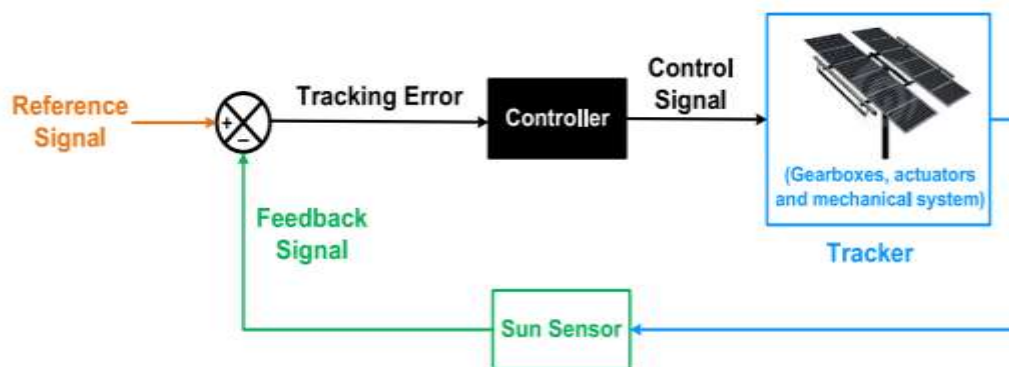 Reference
Signal
+
−
Tracking Error
Controller
Control
Signal
(Gearboxes, actuators
and mechanical system)
Tracker
Feedback
Signal
Sun Sensor